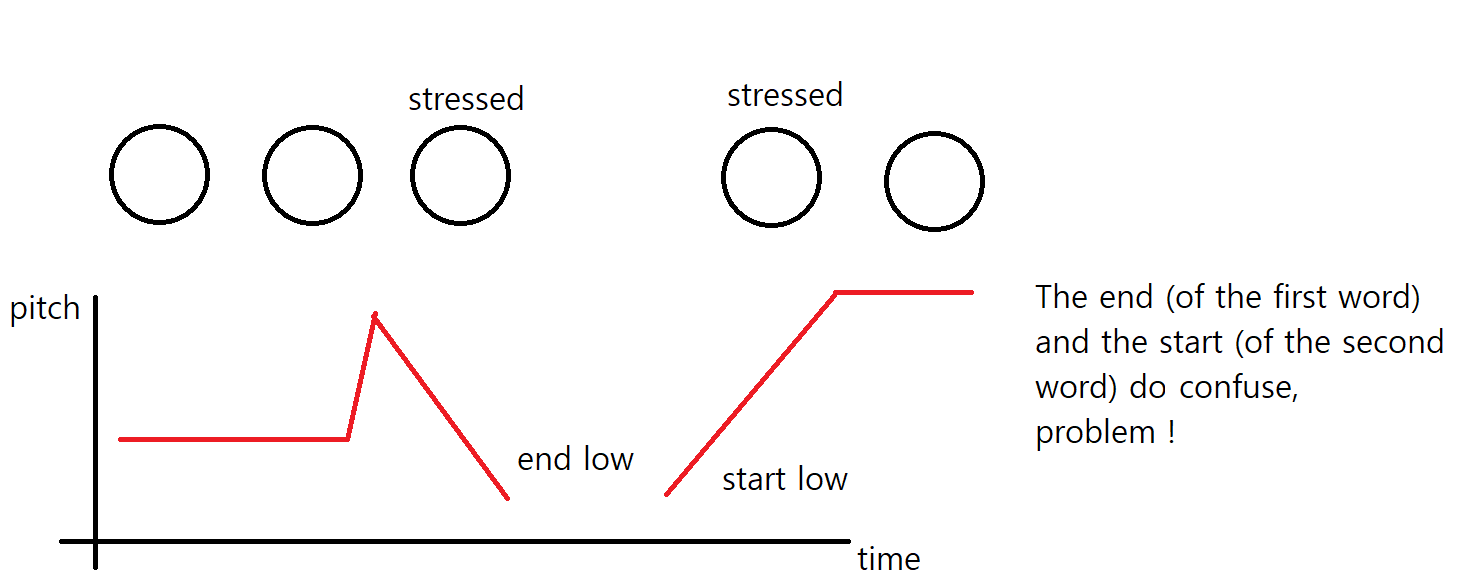 stressed
stressed
pitch
The end (of the first word)
and the start (of the second
word) do confuse,
problem !
end low
start low
time